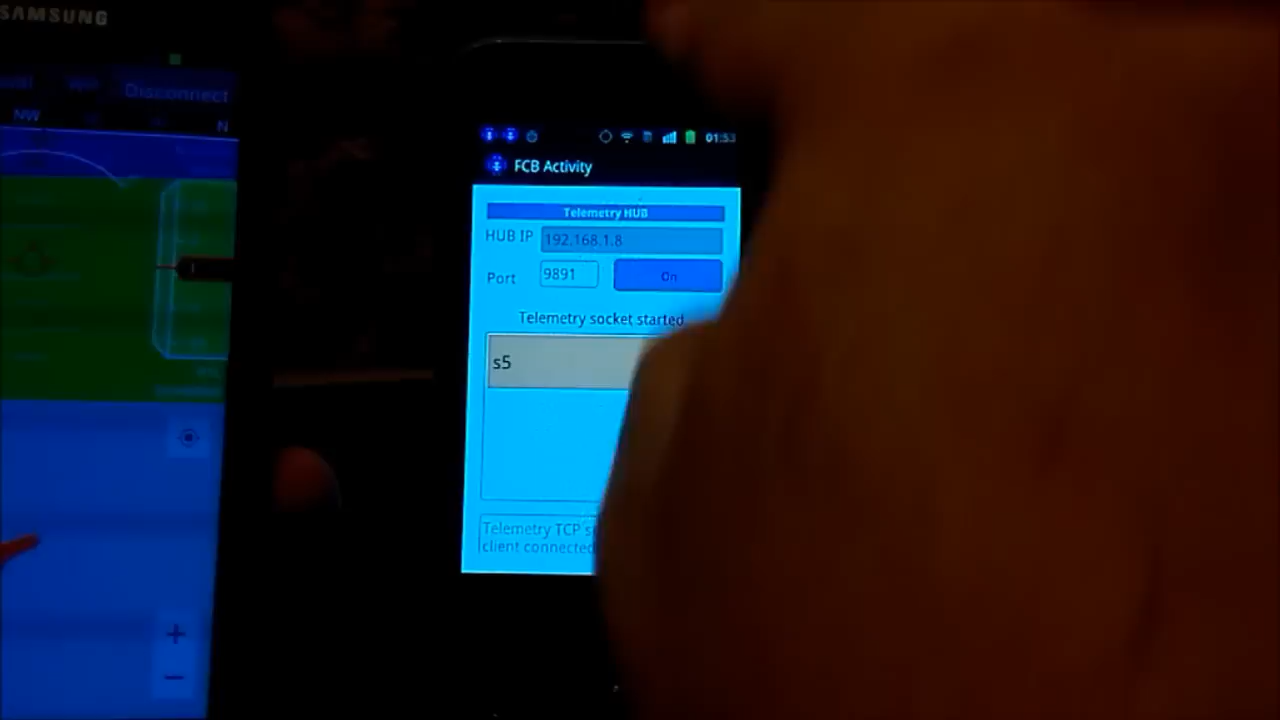 SAMSUNG
Disconnect
NW
N
01:53
FCB Activity
Telemetry HUB
HUB IP 192.168.1.8
Port 9891 On
Telemetry socket started
s5
Telemetry TCP
client connected